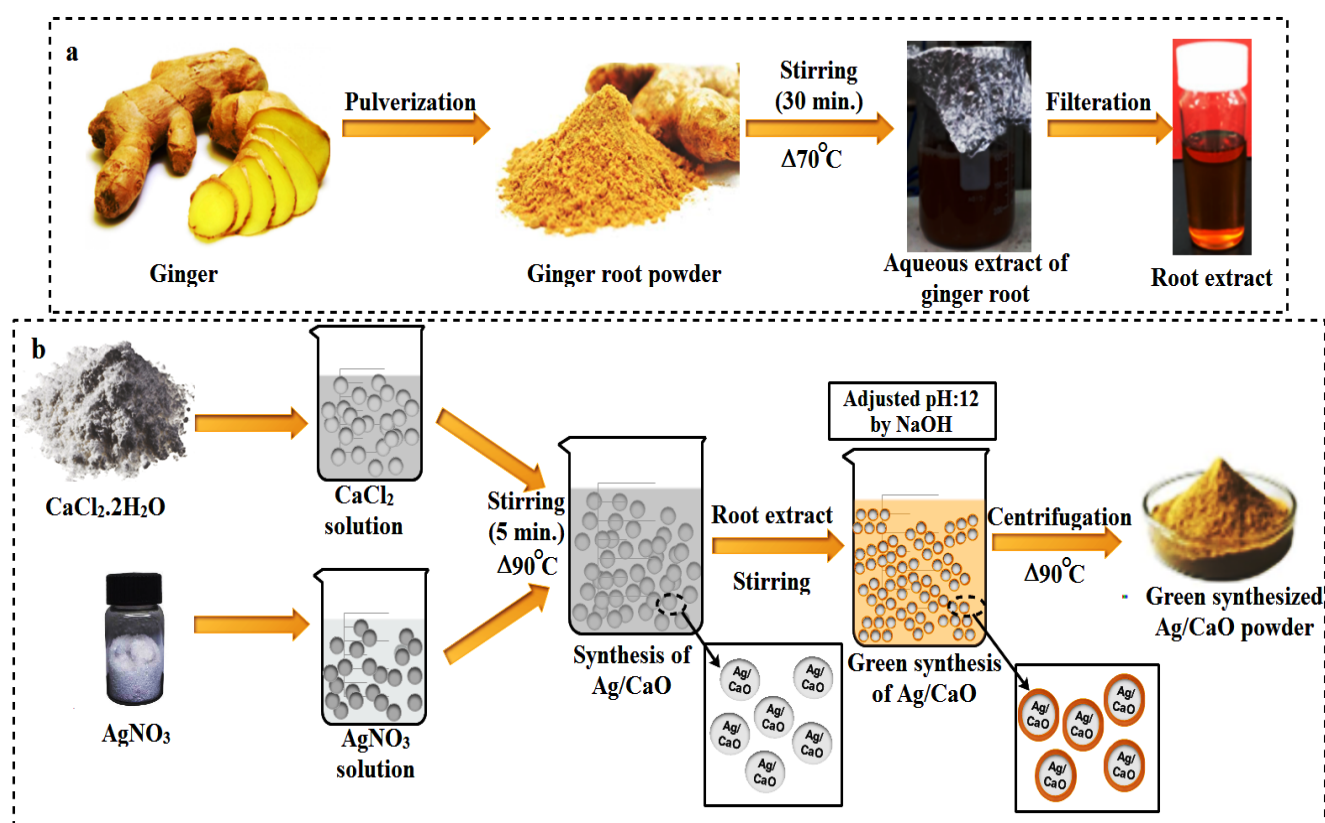 a
Pulverization
Stirring
(30 min.)
Δ70°C
Filteration
Ginger
Ginger root powder
Aqueous extract of
ginger root
Root extract
b
CaCl₂.2H₂O
CaCl₂
solution
AgNO₃
AgNO₃
solution
Stirring
(5 min.)
Δ90°C
Synthesis of
Ag/CaO
Root extract
Stirring
Adjusted pH:12
by NaOH
Green synthesis
of Ag/CaO
Centrifugation
Δ90°C
Green synthesized
Ag/CaO powder
Ag/
CaO
Ag/
CaO
Ag/
CaO
Ag/
CaO
Ag/
CaO
Ag/
CaO
Ag/
CaO
Ag/
CaO
Ag/
CaO
Ag/
CaO
Ag/
CaO